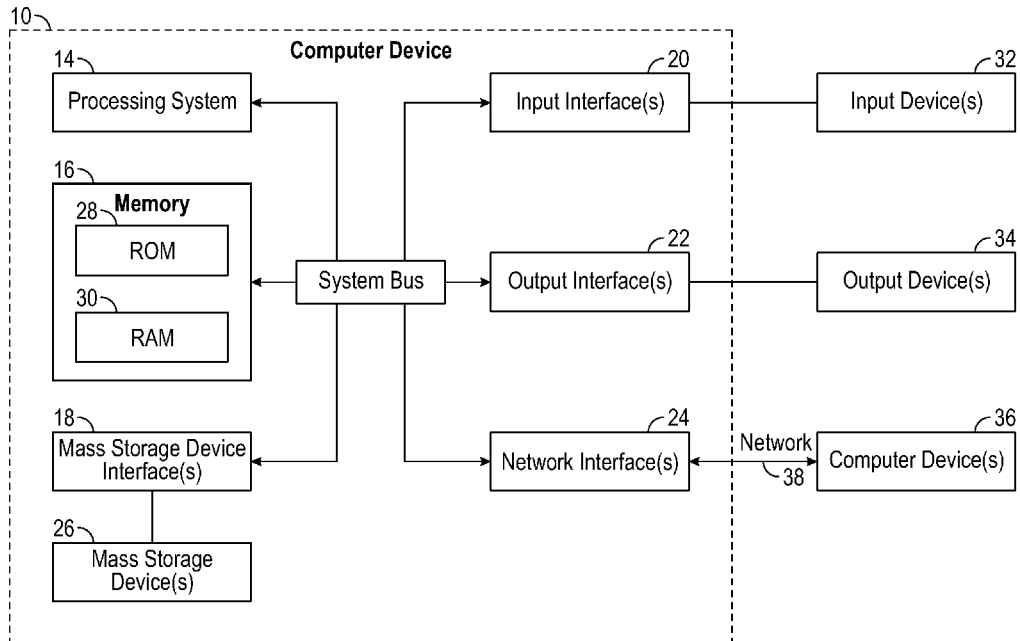 10
Computer Device
14
Processing System
20
Input Interface(s)
32
Input Device(s)
16
Memory
28
ROM
30
RAM
System Bus
22
Output Interface(s)
34
Output Device(s)
18
Mass Storage Device
Interface(s)
24
Network Interface(s)
Network
38
36
Computer Device(s)
26
Mass Storage
Device(s)